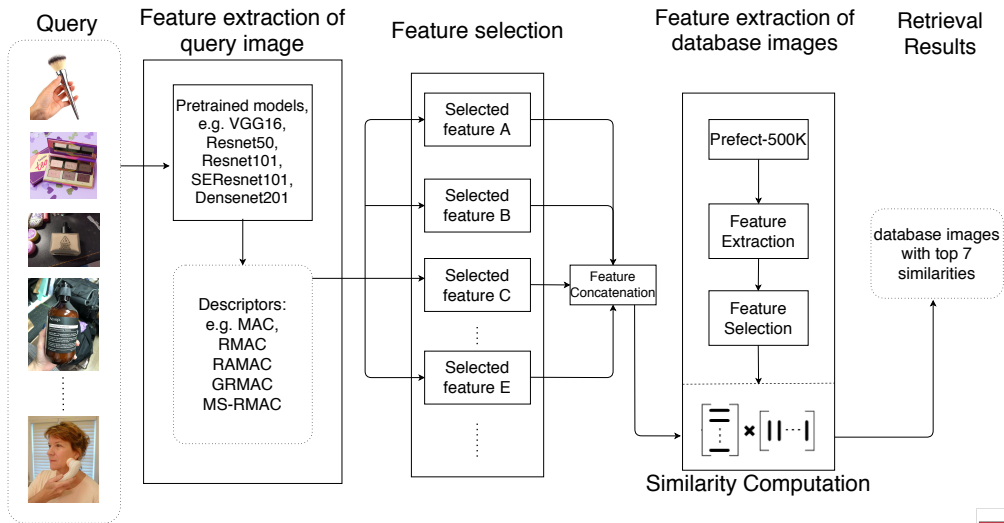 Query
Feature extraction of
query image
Feature selection
Feature extraction of
database images
Retrieval
Results
Pretrained models,
e.g. VGG16,
Resnet50,
Resnet101,
SEResnet101,
Densenet201
Descriptors:
e.g. MAC,
RMAC
RAMAC
GRMAC
MS-RMAC
Selected
feature A
Selected
feature B
Selected
feature C
Selected
feature E
Feature
Concatenation
Prefect-500K
Feature
Extraction
Feature
Selection
Similarity Computation
database images
with top 7
similarities